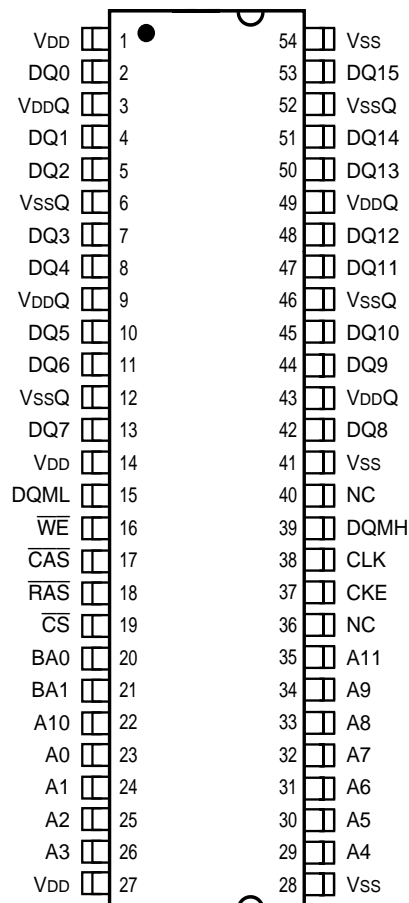 VDD 1 54 VSS
DQ0 2 53 DQ15
VDDQ 3 52 VSSQ
DQ1 4 51 DQ14
DQ2 5 50 DQ13
VSSQ 6 49 VDDQ
DQ3 7 48 DQ12
DQ4 8 47 DQ11
VDDQ 9 46 VSSQ
DQ5 10 45 DQ10
DQ6 11 44 DQ9
VSSQ 12 43 VDDQ
DQ7 13 42 DQ8
VDD 14 41 VSS
DQML 15 40 NC
W̅E̅ 16 39 DQMH
C̅A̅S̅ 17 38 CLK
R̅A̅S̅ 18 37 CKE
C̅S̅ 19 36 NC
BA0 20 35 A11
BA1 21 34 A9
A10 22 33 A8
A0 23 32 A7
A1 24 31 A6
A2 25 30 A5
A3 26 29 A4
VDD 27 28 VSS